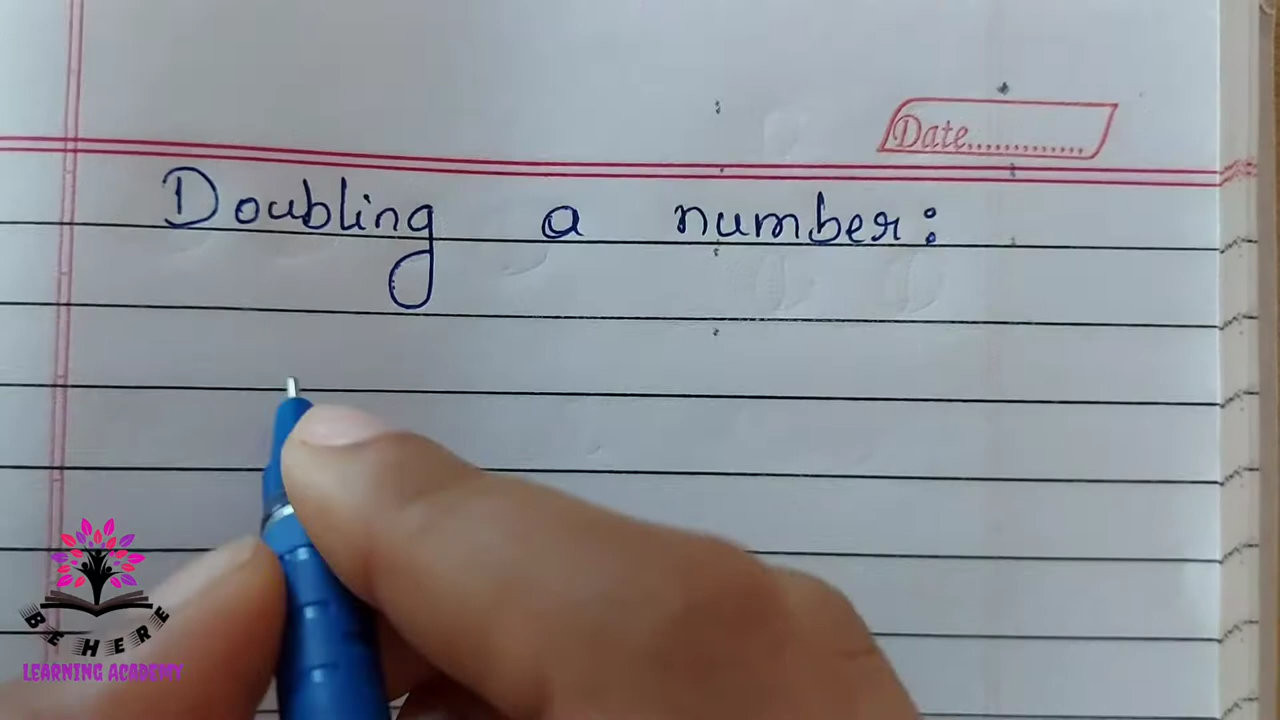 Date............
Doubling a number:
BE HERE
LEARNING ACADEMY